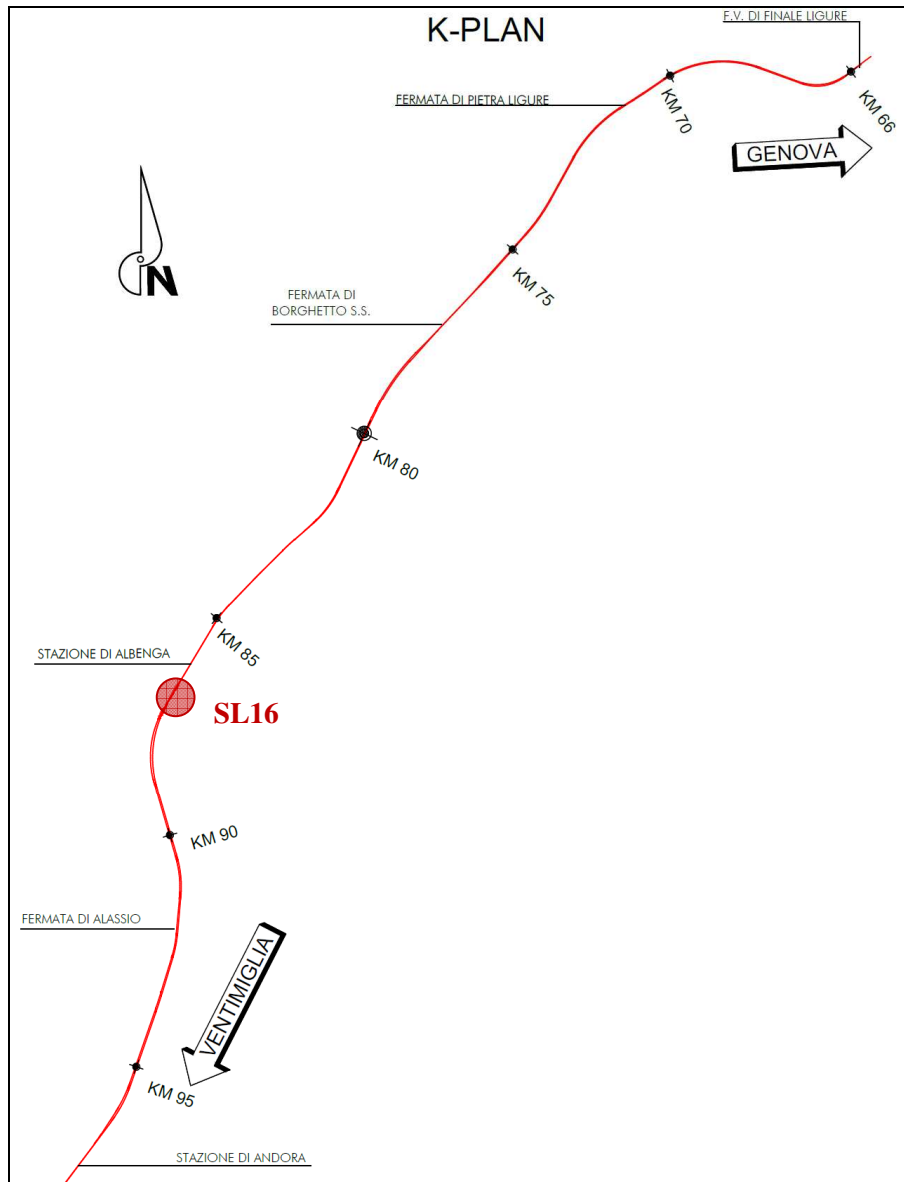 K-PLAN
F.V. DI FINALE LIGURE
FERMATA DI PIETRA LIGURE
KM 70
KM 66
GENOVA
N
FERMATA DI
BORGHETTO S.S.
KM 75
KM 80
KM 85
STAZIONE DI ALBENGA
SL16
KM 90
FERMATA DI ALASSIO
VENTIMIGLIA
KM 95
STAZIONE DI ANDORA